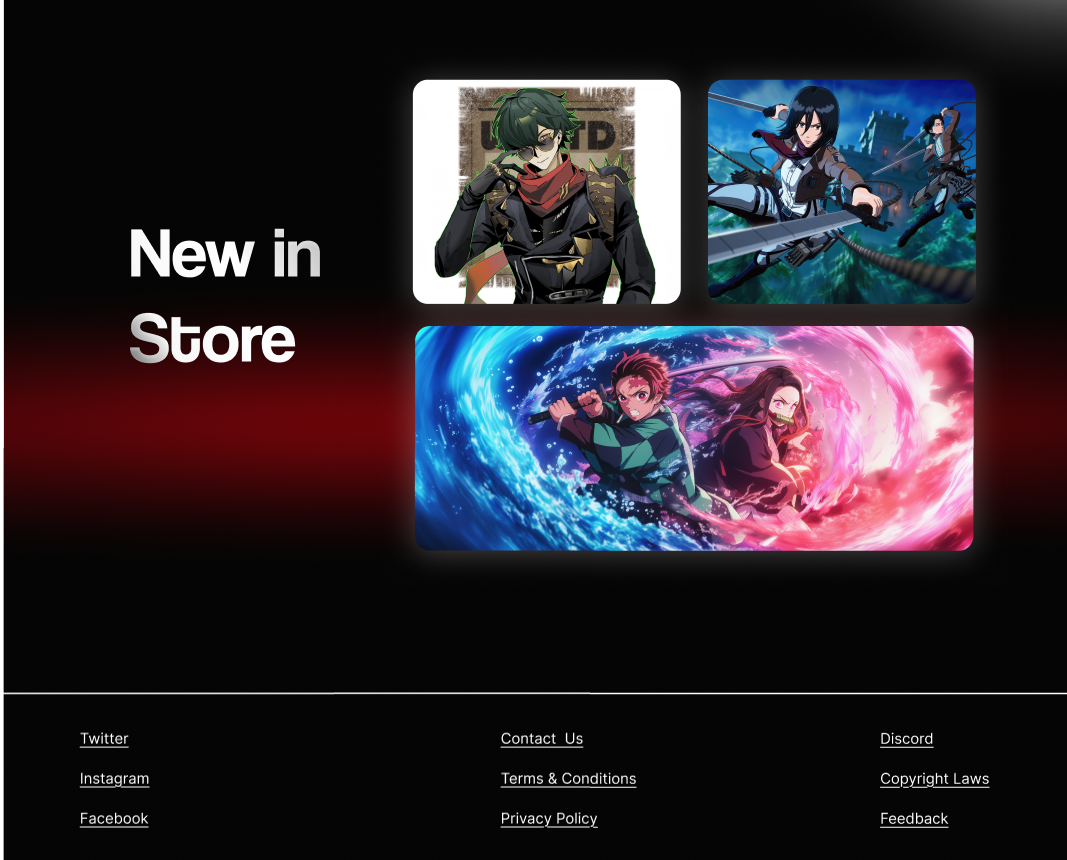 New in
Store
Twitter
Contact Us
Discord
Instagram
Terms & Conditions
Copyright Laws
Facebook
Privacy Policy
Feedback